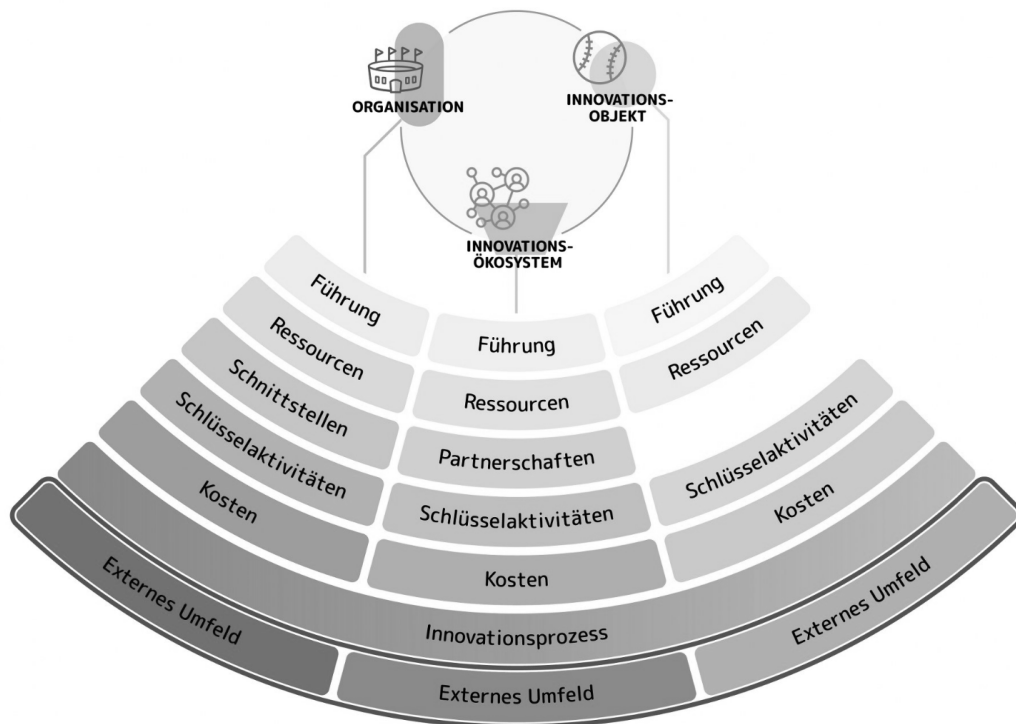 ORGANISATION
INNOVATIONS-
OBJEKT
INNOVATIONS-
ÖKOSYSTEM
Führung
Ressourcen
Schnittstellen
Schlüsselaktivitäten
Kosten
Führung
Ressourcen
Partnerschaften
Schlüsselaktivitäten
Kosten
Führung
Ressourcen
Schlüsselaktivitäten
Kosten
Innovationsprozess
Externes Umfeld
Externes Umfeld
Externes Umfeld